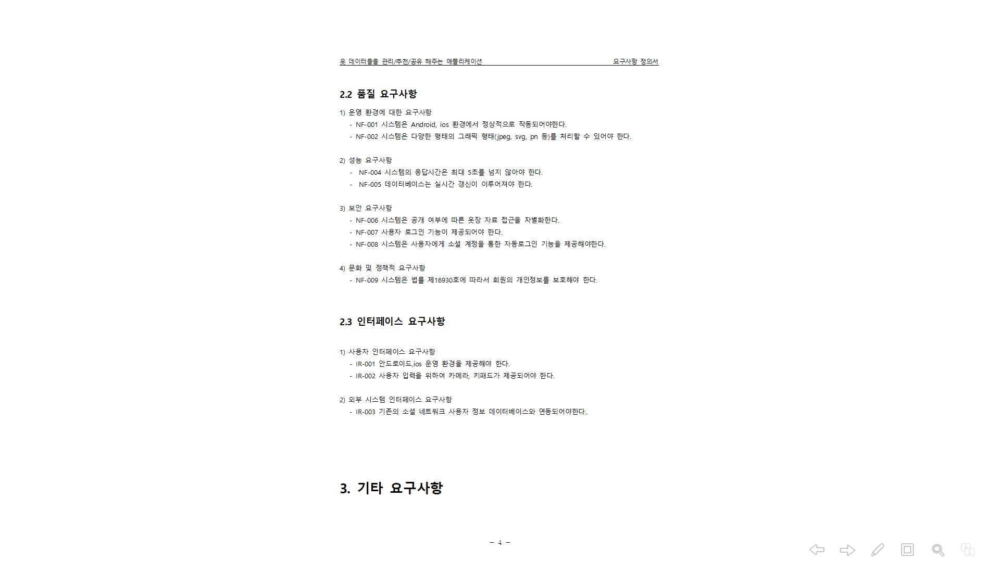 옷 데이터들을 관리/추천/공유 해주는 애플리케이션 요구사항 정의서
2.2 품질 요구사항
1) 운영 환경에 대한 요구사항
- NF-001 시스템은 Android, ios 환경에서 정상적으로 작동되어야한다.
- NF-002 시스템은 다양한 형태의 그래픽 형태(jpeg, svg, pn 등)를 처리할 수 있어야 한다.
2) 성능 요구사항
- NF-004 시스템의 응답시간은 최대 5초를 넘지 않아야 한다.
- NF-005 데이터베이스는 실시간 갱신이 이루어져야 한다.
3) 보안 요구사항
- NF-006 시스템은 공개 여부에 따른 옷장 자료 접근을 차별화한다.
- NF-007 사용자 로그인 기능이 제공되어야 한다.
- NF-008 시스템은 사용자에게 소셜 계정을 통한 자동로그인 기능을 제공해야한다.
4) 문화 및 정책적 요구사항
- NF-009 시스템은 법률 제16930호에 따라서 회원의 개인정보를 보호해야 한다.
2.3 인터페이스 요구사항
1) 사용자 인터페이스 요구사항
- IR-001 안드로이드,ios 운영 환경을 제공해야 한다.
- IR-002 사용자 입력을 위하여 카메라, 키패드가 제공되어야 한다.
2) 외부 시스템 인터페이스 요구사항
- IR-003 기존의 소셜 네트워크 사용자 정보 데이터베이스와 연동되어야한다..
3. 기타 요구사항
- 4 -